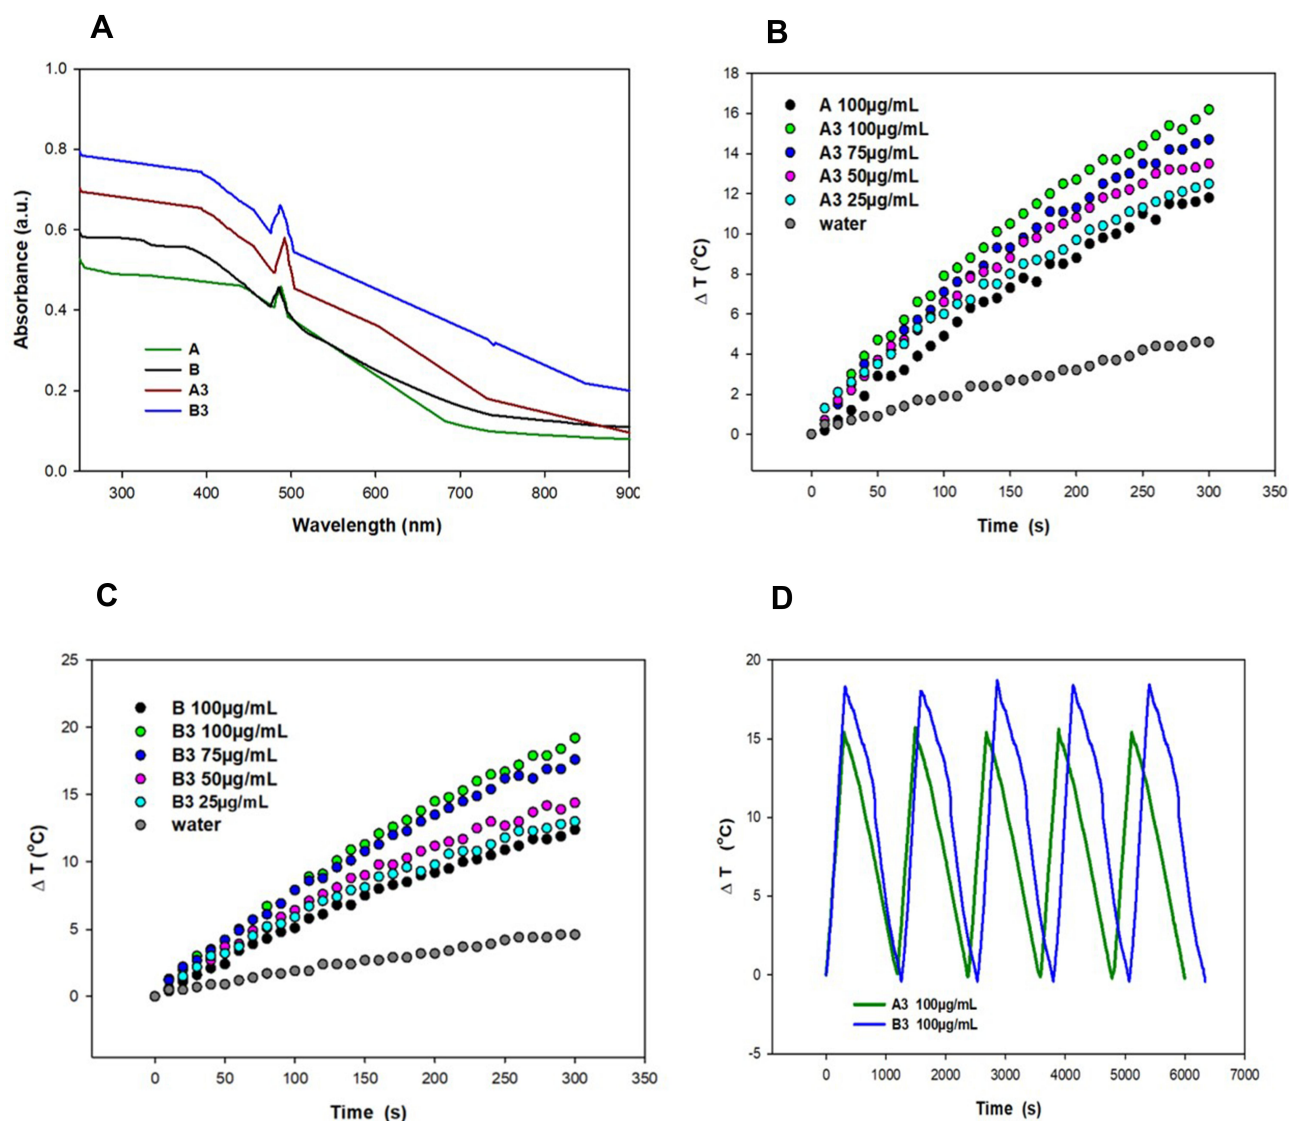 A
1.0
0.8
0.6
0.4
0.2
0.0
Absorbance (a.u.)
A
B
A3
B3
300 400 500 600 700 800 900
Wavelength (nm)
B
18
16
14
12
10
8
6
4
2
0
Δ T (°C)
A 100µg/mL
A3 100µg/mL
A3 75µg/mL
A3 50µg/mL
A3 25µg/mL
water
0 50 100 150 200 250 300 350
Time (s)
C
25
20
15
10
5
0
Δ T (°C)
B 100µg/mL
B3 100µg/mL
B3 75µg/mL
B3 50µg/mL
B3 25µg/mL
water
0 50 100 150 200 250 300 350
Time (s)
D
20
15
10
5
0
-5
Δ T (°C)
A3 100µg/mL
B3 100µg/mL
0 1000 2000 3000 4000 5000 6000 7000
Time (s)